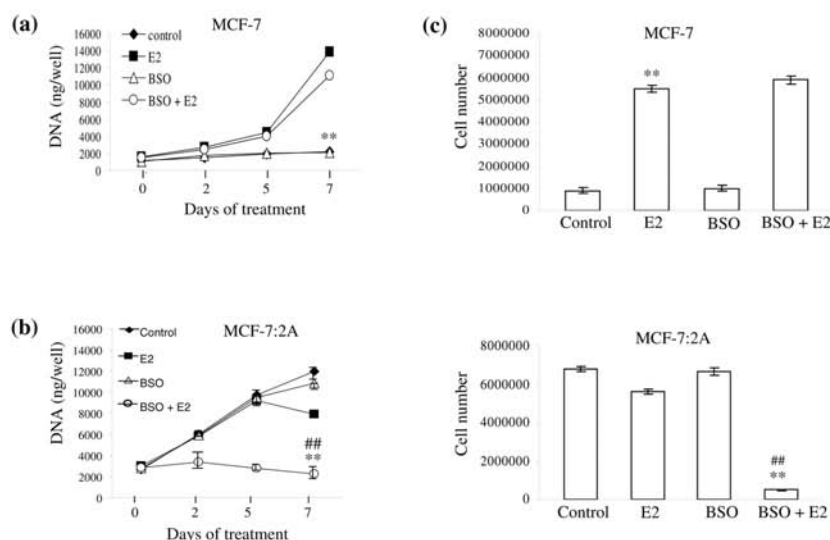 (a)
MCF-7
16000
14000
12000
10000
8000
6000
4000
2000
0
DNA (ng/well)
control
E2
BSO
BSO + E2
**
0 2 5 7
Days of treatment
(c)
MCF-7
8000000
7000000
6000000
5000000
4000000
3000000
2000000
1000000
0
Cell number
**
Control E2 BSO BSO + E2
(b)
MCF-7:2A
16000
14000
12000
10000
8000
6000
4000
2000
0
DNA (ng/well)
Control
E2
BSO
BSO + E2
##
**
0 2 5 7
Days of treatment
MCF-7:2A
8000000
6000000
4000000
2000000
0
Cell number
##
**
Control E2 BSO BSO + E2